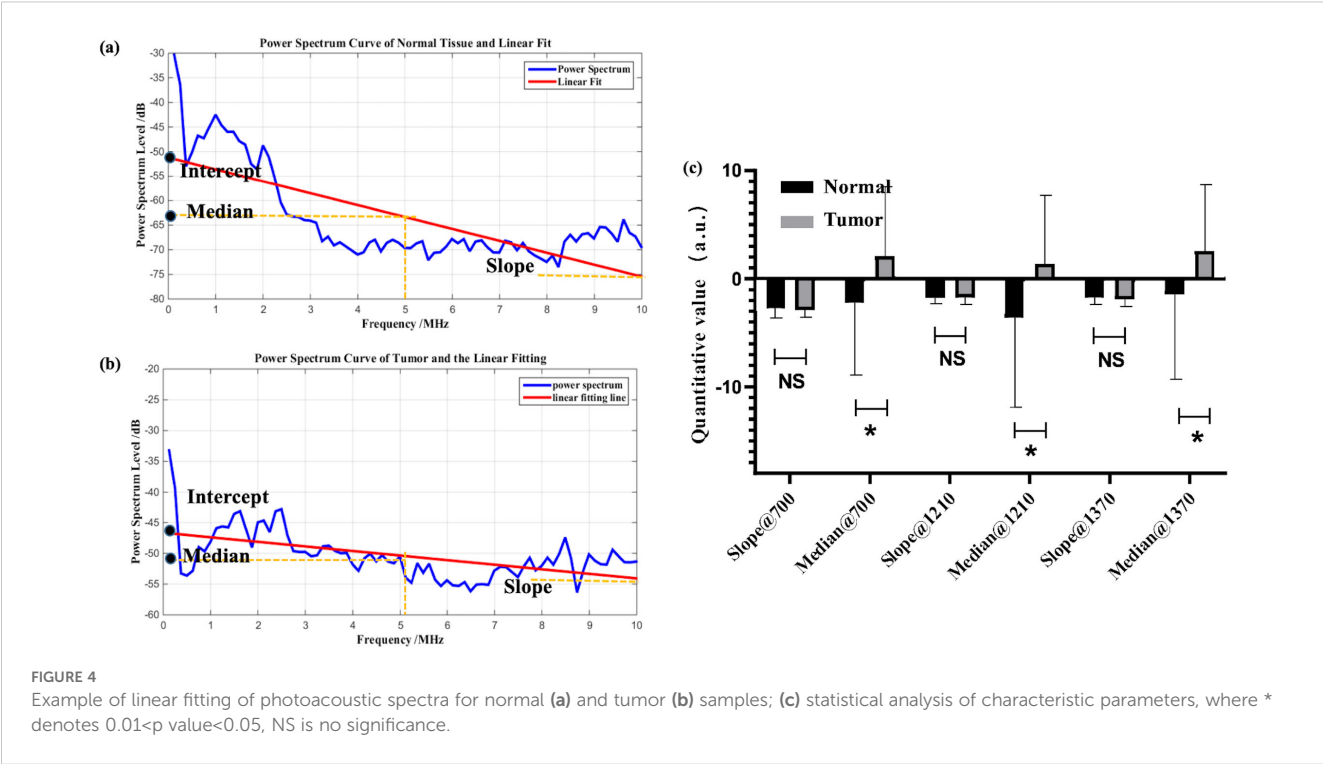 (a)
Power Spectrum Curve of Normal Tissue and Linear Fit
Power Spectrum Level /dB
-30
-35
-40
-45
-50
-55
-60
-65
-70
-75
-80
Power Spectrum
Linear Fit
Intercept
Median
Slope
0 1 2 3 4 5 6 7 8 9 10
Frequency /MHz
(b)
Power Spectrum Curve of Tumor and the Linear Fitting
Power Spectrum Level /dB
-20
-25
-30
-35
-40
-45
-50
-55
-60
power spectrum
linear fitting line
Intercept
Median
Slope
0 1 2 3 4 5 6 7 8 9 10
Frequency /MHz
(c)
Quantitative value (a.u.)
10
0
-10
Normal
Tumor
NS
*
NS
*
NS
*
Slope@700
Median@700
Slope@1210
Median@1210
Slope@1370
Median@1370
FIGURE 4
Example of linear fitting of photoacoustic spectra for normal (a) and tumor (b) samples; (c) statistical analysis of characteristic parameters, where *
denotes 0.01<p value<0.05, NS is no significance.